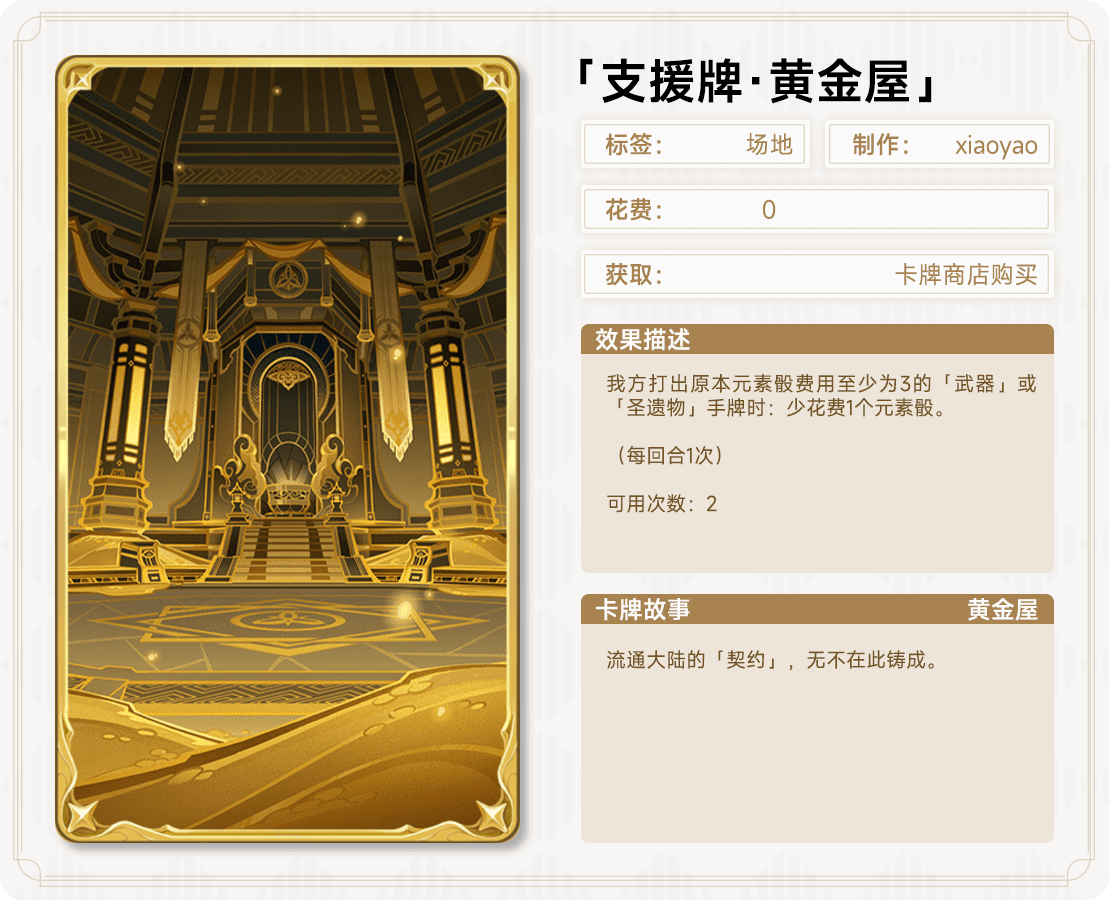 「支援牌·黄金屋」
标签： 场地 制作： xiaoyao
花费： 0
获取： 卡牌商店购买
效果描述
我方打出原本元素骰费用至少为3的「武器」或
「圣遗物」手牌时：少花费1个元素骰。
（每回合1次）
可用次数：2
卡牌故事 黄金屋
流通大陆的「契约」，无不在此铸成。